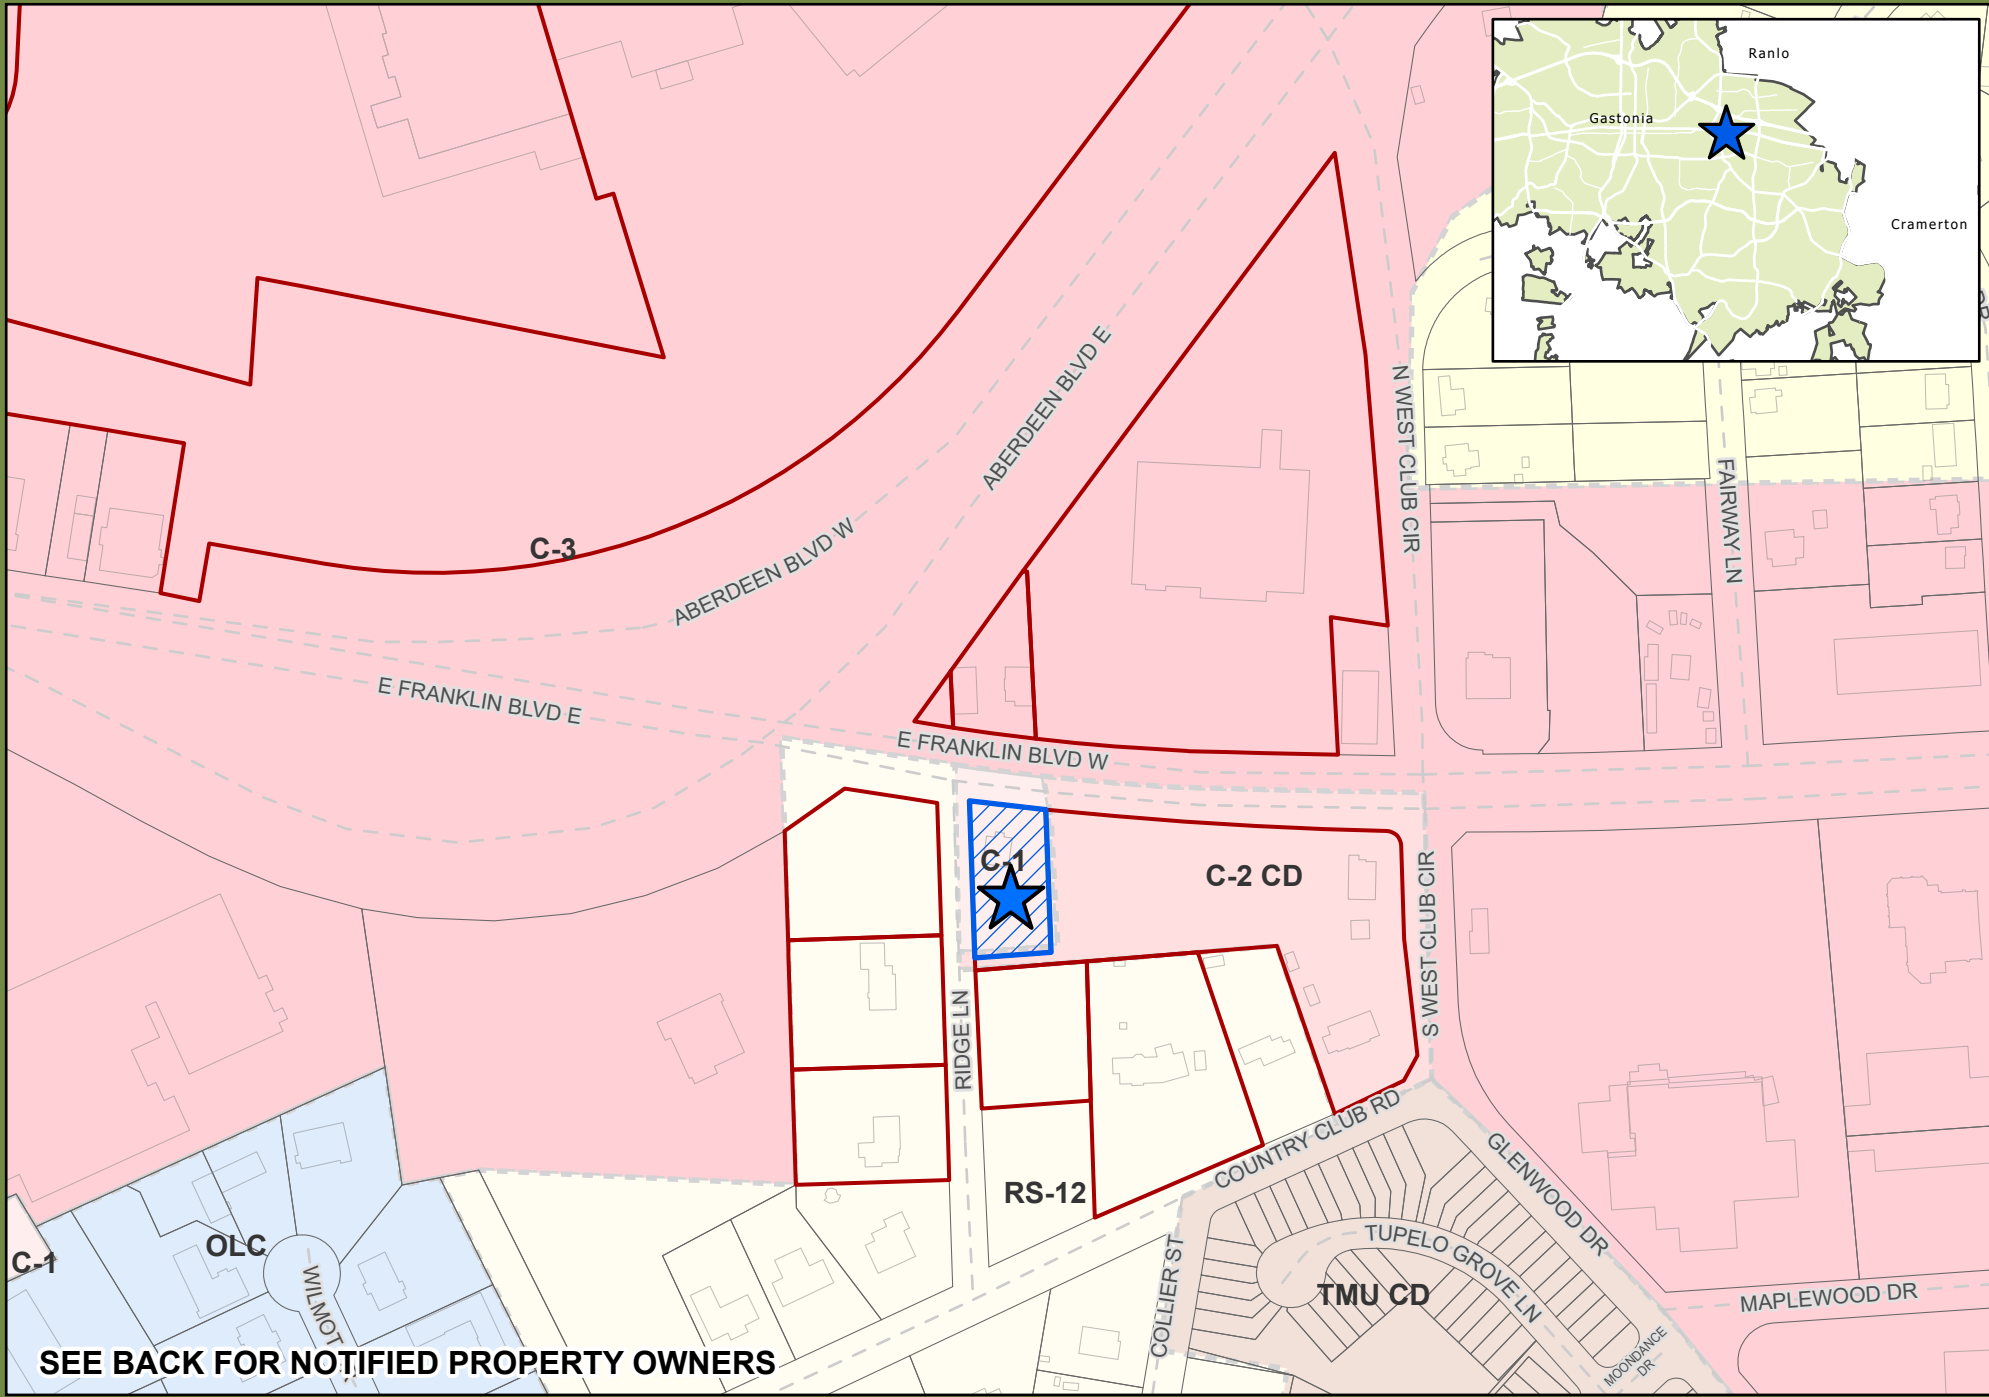 Ranlo
Gastonia
Cramerton
DR
ABERDEEN BLVD E
N WEST CLUB CIR
FAIRWAY LN
C-3
ABERDEEN BLVD W
E FRANKLIN BLVD E
E FRANKLIN BLVD W
C-1
C-2 CD
S WEST CLUB CIR
RIDGE LN
COUNTRY CLUB RD
RS-12
GLENWOOD DR
OLC
C-1
WILMOT
COLLIER ST
TUPELO GROVE LN
TMU CD
MAPLEWOOD DR
MOONDANCE
DR
SEE BACK FOR NOTIFIED PROPERTY OWNERS